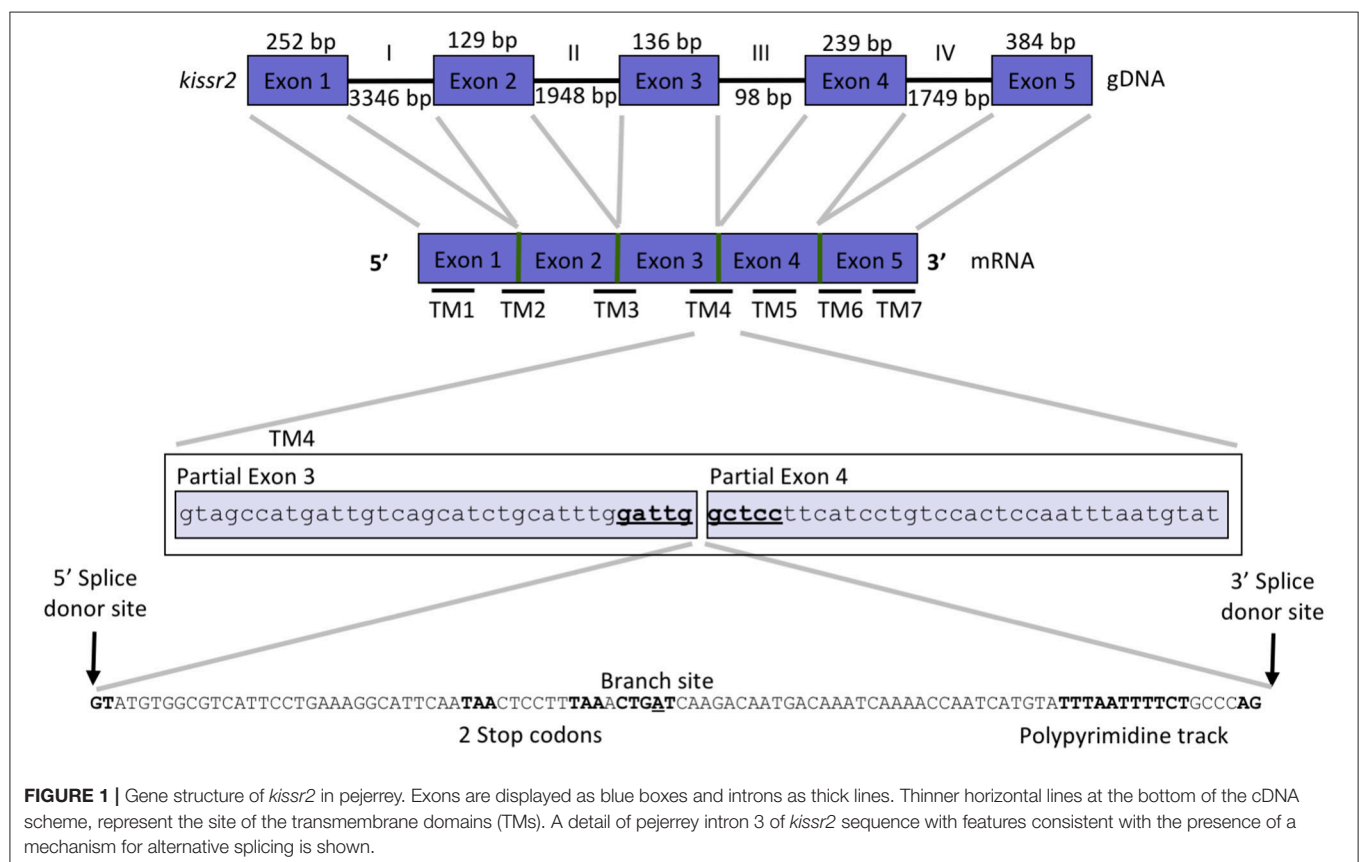 252 bp I 129 bp II 136 bp III 239 bp IV 384 bp
kissr2 Exon 1 Exon 2 Exon 3 Exon 4 Exon 5 gDNA
3346 bp 1948 bp 98 bp 1749 bp
5’ Exon 1 Exon 2 Exon 3 Exon 4 Exon 5 3’ mRNA
TM1 TM2 TM3 TM4 TM5 TM6 TM7
TM4
Partial Exon 3 Partial Exon 4
gtagccatgattgtcagcatctgcatttggattg gctccttcatcctgtccactccaatttaatgtat
5’ Splice
donor site
3’ Splice
donor site
Branch site
GTATGTGGCGTCATTCCTGAAAGGCATTCAATAACTCCTTTAAACTGATCAAGACAATGACAAATCAAAACCAATCATGTATTTAATTTTCTGCCCAG
2 Stop codons Polypyrimidine track
FIGURE 1 | Gene structure of kissr2 in pejerrey. Exons are displayed as blue boxes and introns as thick lines. Thinner horizontal lines at the bottom of the cDNA
scheme, represent the site of the transmembrane domains (TMs). A detail of pejerrey intron 3 of kissr2 sequence with features consistent with the presence of a
mechanism for alternative splicing is shown.